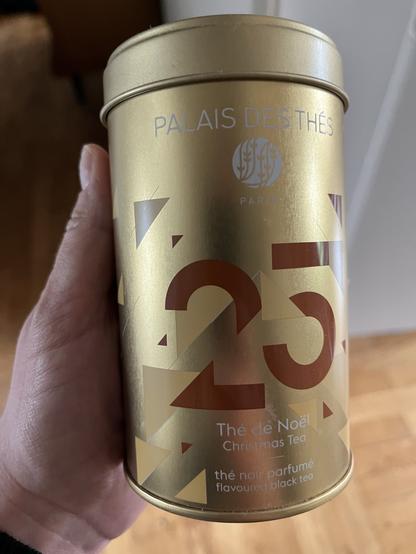 PALAIS DES THÉS
PARIS
25
Thé de Noël
Christmas Tea
thé noir parfumé
flavoured black tea